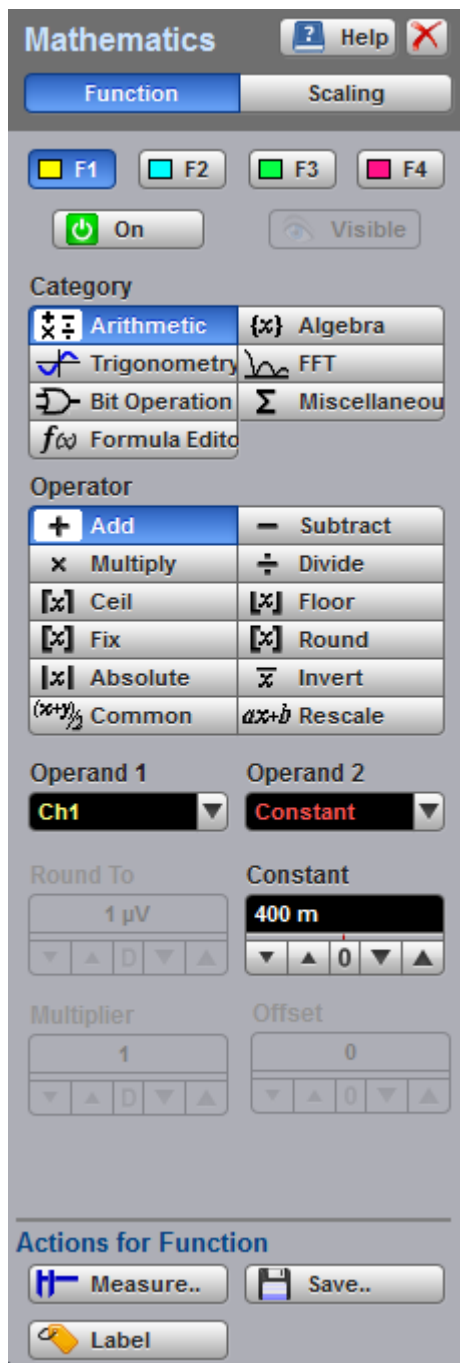 Mathematics ? Help
Function Scaling
F1 F2 F3 F4
On Visible
Category
Arithmetic {x} Algebra
Trigonometry FFT
Bit Operation Σ Miscellaneou
f(ω) Formula Edito
Operator
+ Add − Subtract
× Multiply ÷ Divide
⌈x⌉ Ceil ⌊x⌋ Floor
[x] Fix [x] Round
|x| Absolute x̅ Invert
(x+y)/2 Common ax+b Rescale
Operand 1 Operand 2
Ch1 Constant
Round To Constant
1 µV 400 m
D 0
Multiplier Offset
1 0
D 0
Actions for Function
Measure.. Save..
Label